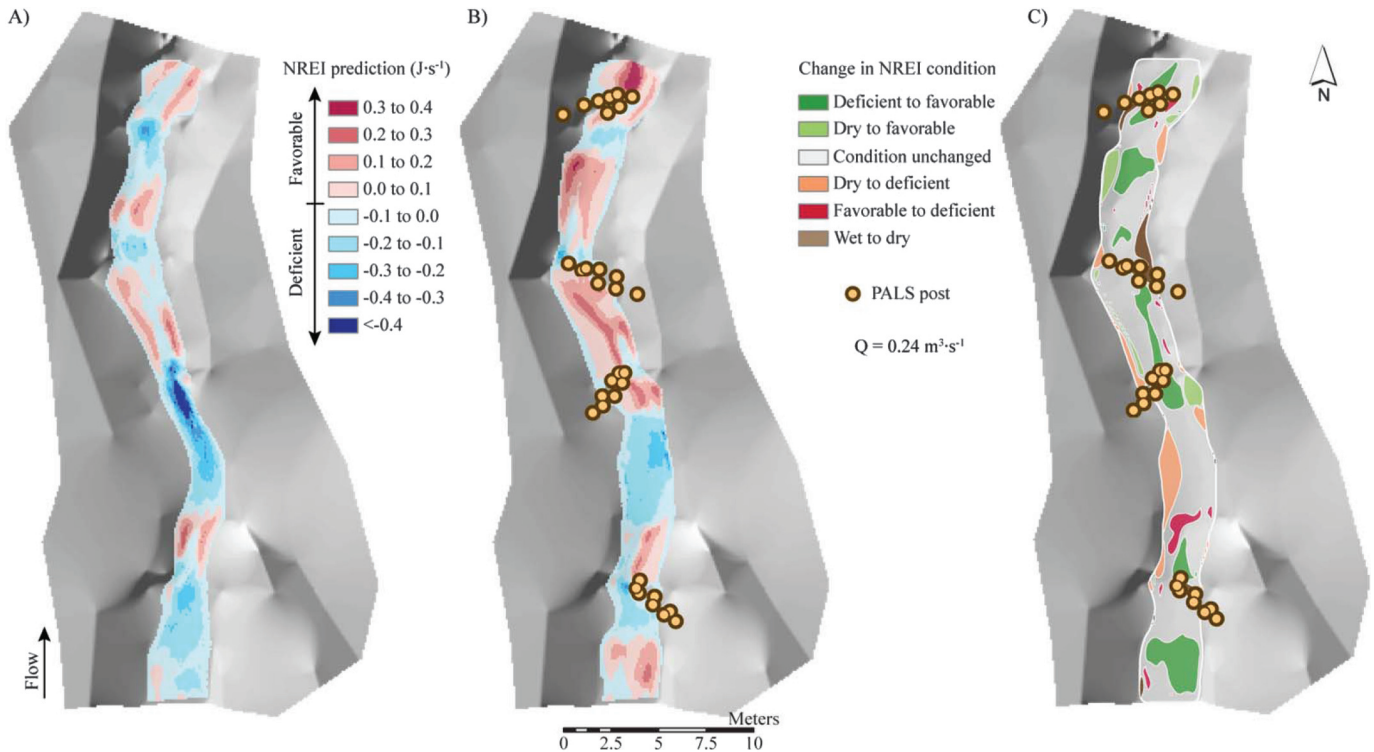 A)
B)
C)
NREI prediction (J·s⁻¹)
Favorable
Deficient
0.3 to 0.4
0.2 to 0.3
0.1 to 0.2
0.0 to 0.1
-0.1 to 0.0
-0.2 to -0.1
-0.3 to -0.2
-0.4 to -0.3
<-0.4
Flow
Meters
0 2.5 5 7.5 10
Change in NREI condition
Deficient to favorable
Dry to favorable
Condition unchanged
Dry to deficient
Favorable to deficient
Wet to dry
PALS post
Q = 0.24 m³·s⁻¹
N